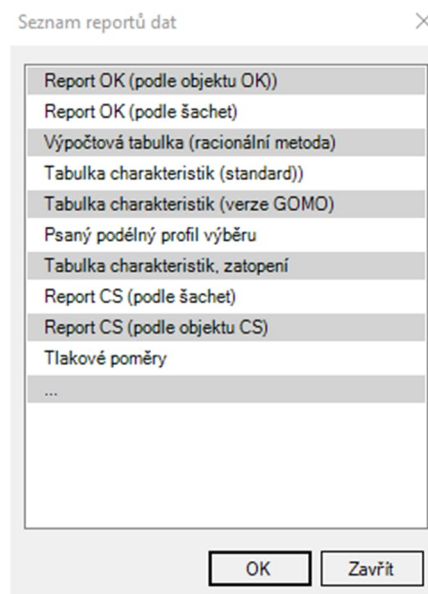 Seznam reportů dat
Report OK (podle objektu OK))
Report OK (podle šachet)
Výpočtová tabulka (racionální metoda)
Tabulka charakteristik (standard))
Tabulka charakteristik (verze GOMO)
Psaný podélný profil výběru
Tabulka charakteristik, zatopení
Report CS (podle šachet)
Report CS (podle objektu CS)
Tlakové poměry
...
OK Zavřít